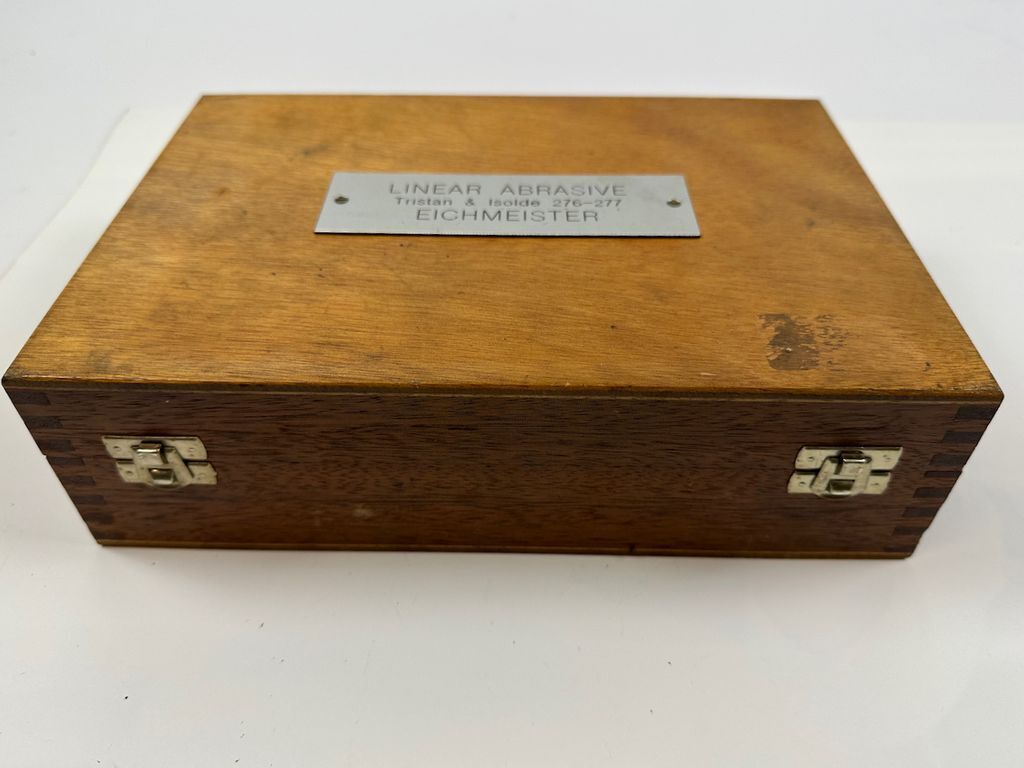 LINEAR ABRASIVE
Tristan & Isolde 276-277
EICHMEISTER